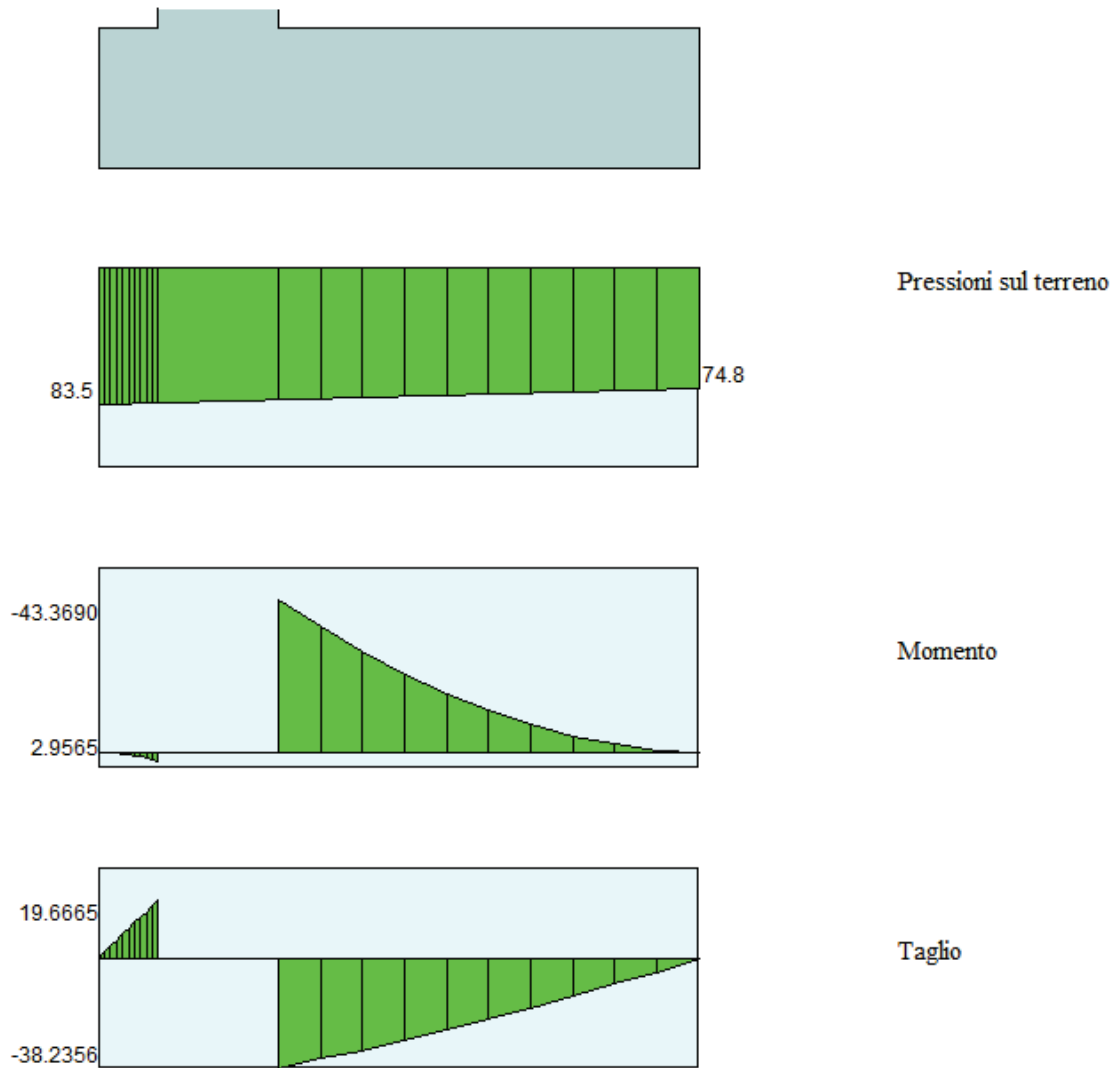 Pressioni sul terreno
83.5
74.8
-43.3690
Momento
2.9565
19.6665
Taglio
-38.2356